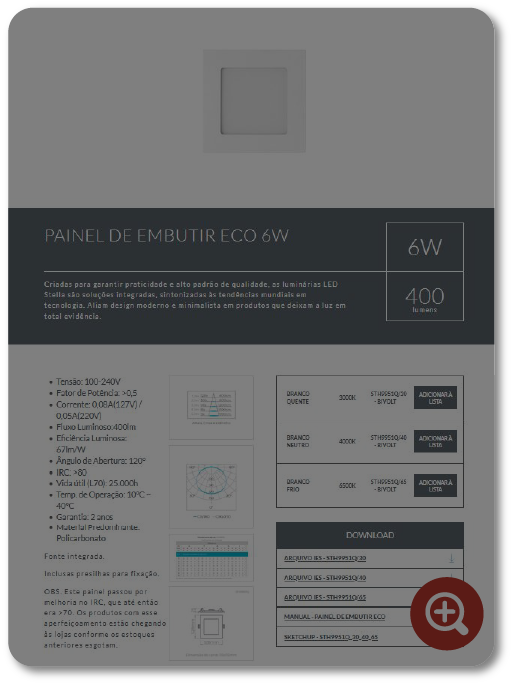 PAINEL DE EMBUTIR ECO 6W
6W
Criadas para garantir praticidade e alto padrão de qualidade, as luminárias LED
Stella são soluções integradas, sintonizadas às tendências mundiais em
tecnologia. Aliam design moderno e minimalista em produtos que deixam a luz em
total evidência.
400
lumens
Tensão: 100-240V
Fator de Potência: >0,5
Corrente: 0,08A(127V) /
0,05A(220V)
Fluxo Luminoso:400lm
Eficiência Luminosa:
67lm/W
Ângulo de Abertura: 120º
IRC: >80
Vida útil (L70): 25.000h
Temp. de Operação: 10ºC ~
40ºC
Garantia: 2 anos
Material Predominante:
Policarbonato
Fonte integrada.
Inclusas presilhas para fixação.
OBS: Este painel passou por
melhoria no IRC, que até então
era >70. Os produtos com esse
aperfeiçoamento estão chegando
às lojas conforme os estoques
anteriores esgotam.
BRANCO
QUENTE
3000K
STH9951Q/30
- BIVOLT
ADICIONAR À
LISTA
BRANCO
NEUTRO
4000K
STH9951Q/40
- BIVOLT
ADICIONAR À
LISTA
BRANCO
FRIO
6500K
STH9951Q/65
- BIVOLT
ADICIONAR À
LISTA
DOWNLOAD
ARQUIVO IES - STH9951Q/30
ARQUIVO IES - STH9951Q/40
ARQUIVO IES - STH9951Q/65
MANUAL - PAINEL DE EMBUTIR ECO
SKETCHUP - STH9951Q_30_40_65